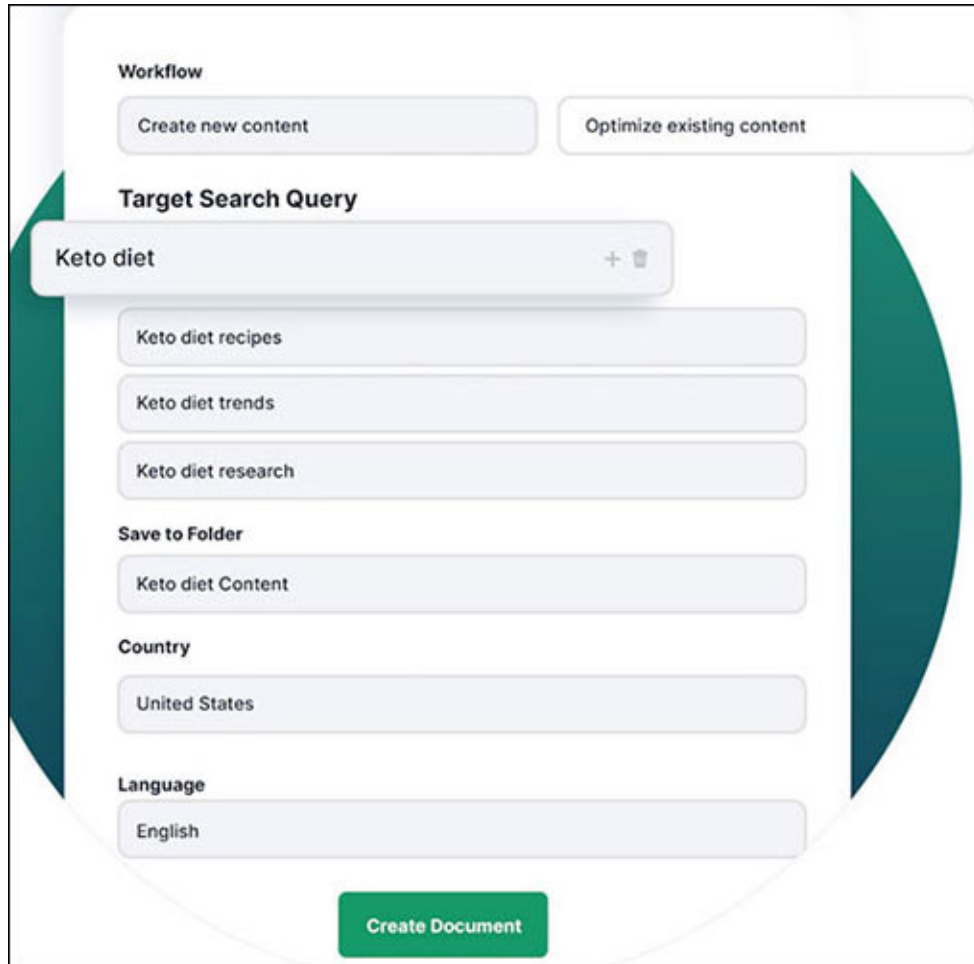 Workflow
Create new content Optimize existing content
Target Search Query
Keto diet
Keto diet recipes
Keto diet trends
Keto diet research
Save to Folder
Keto diet Content
Country
United States
Language
English
Create Document